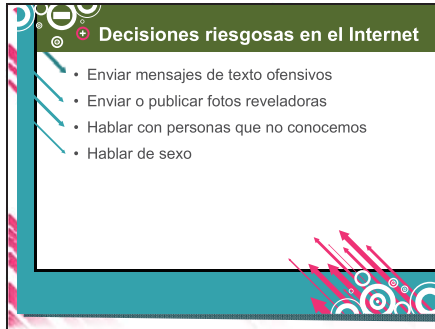 Decisiones riesgosas en el Internet
• Enviar mensajes de texto ofensivos
• Enviar o publicar fotos reveladoras
• Hablar con personas que no conocemos
• Hablar de sexo